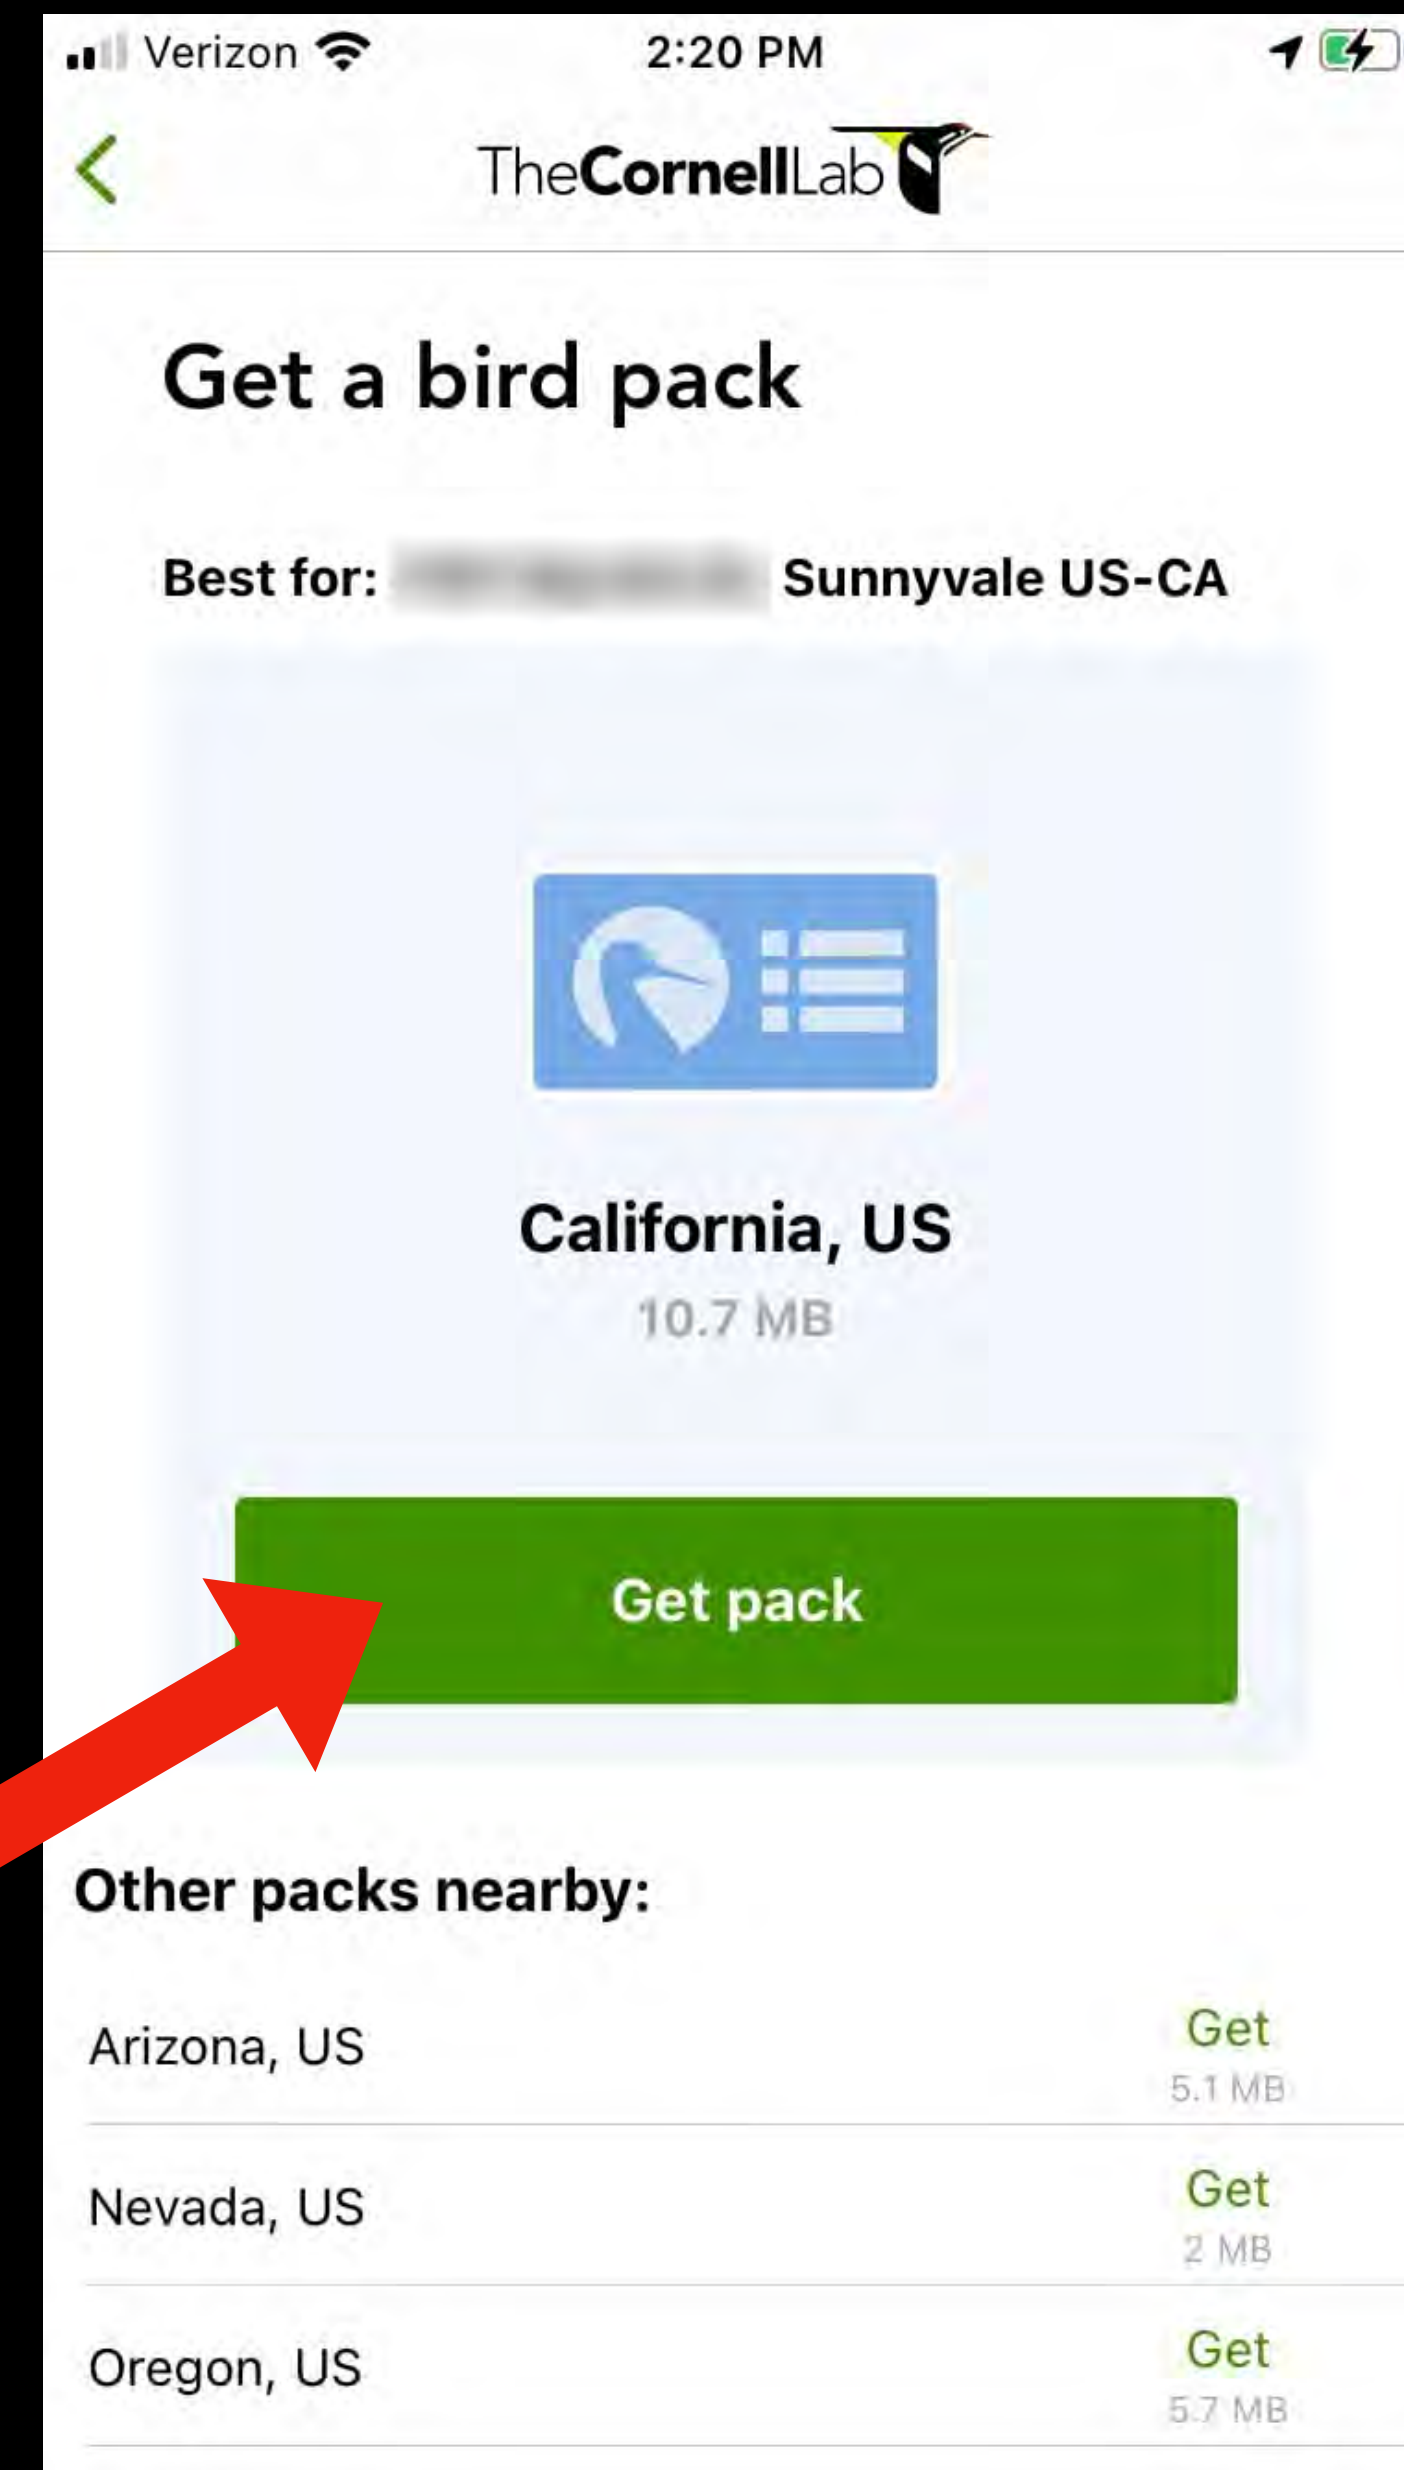 Verizon 2:20 PM
TheCornellLab
Get a bird pack
Best for: Sunnyvale US-CA
California, US
10.7 MB
Get pack
Other packs nearby:
Arizona, US Get
5.1 MB
Nevada, US Get
2 MB
Oregon, US Get
5.7 MB